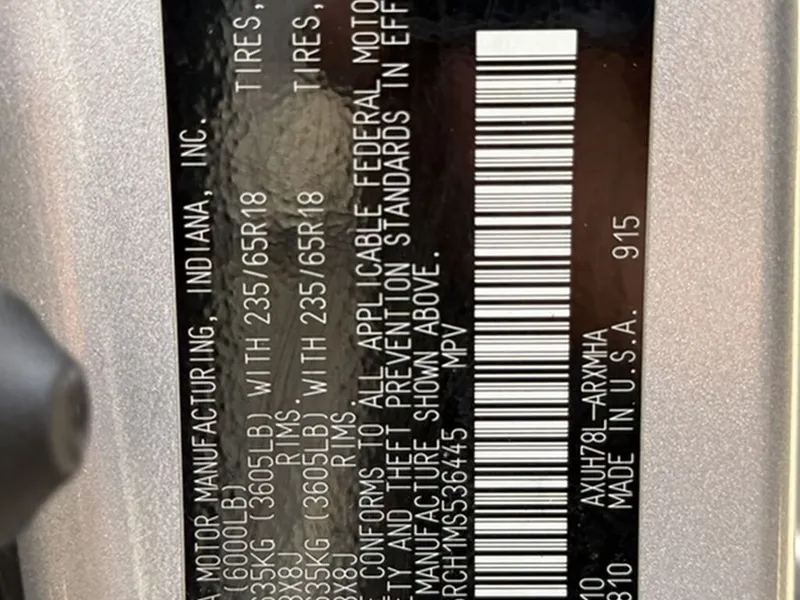 A MOTOR MANUFACTURING, INDIANA, INC.
(6000LB)
635KG (3605LB) WITH 235/65R18 TIRES,
8X8J RIMS.
635KG (3605LB) WITH 235/65R18 TIRES,
8X8J RIMS.
CONFORMS TO ALL APPLICABLE FEDERAL MOTO
ETY AND THEFT PREVENTION STANDARDS IN EFF
MANUFACTURE SHOWN ABOVE.
RCH1MS536445 MPV
AXUH78L-ARXMHA
10 MADE IN U.S.A. 915
810